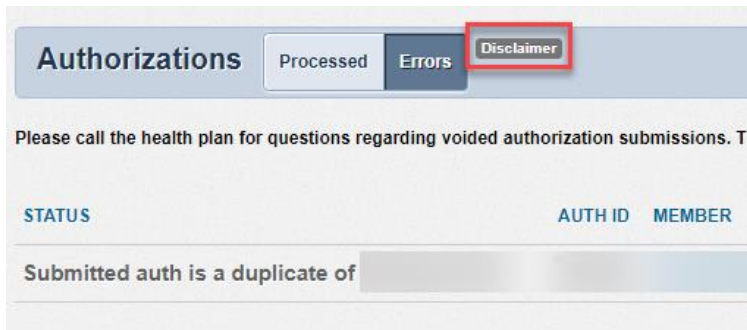 Authorizations Processed Errors Disclaimer
Please call the health plan for questions regarding voided authorization submissions. T
STATUS AUTH ID MEMBER
Submitted auth is a duplicate of